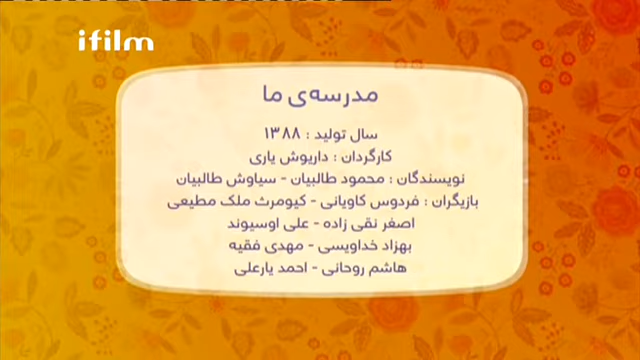 ifilm
مدرسه‌ی ما
سال تولید : ۱۳۸۸
کارگردان : داریوش یاری
نویسندگان : محمود طالبیان - سیاوش طالبیان
بازیگران : فردوس کاویانی - کیومرث ملک مطیعی
اصغر نقی زاده - علی اوسیوند
بهزاد خداویسی - مهدی فقیه
هاشم روحانی - احمد یارعلی